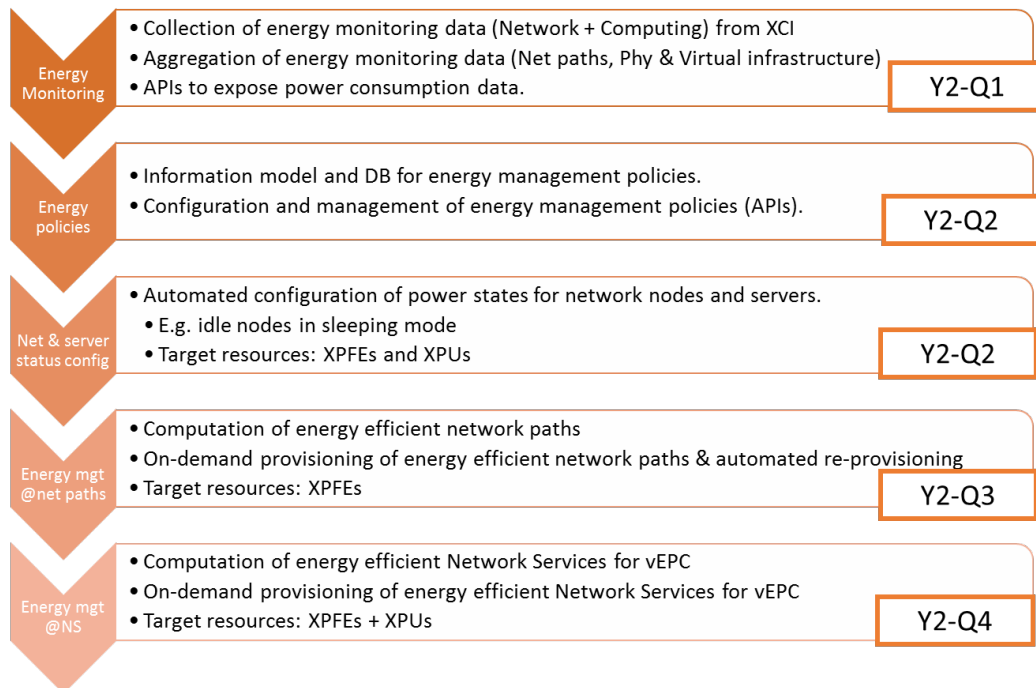 • Collection of energy monitoring data (Network + Computing) from XCI
• Aggregation of energy monitoring data (Net paths, Phy & Virtual infrastructure)
• APIs to expose power consumption data.
Energy
Monitoring
Y2-Q1
• Information model and DB for energy management policies.
• Configuration and management of energy management policies (APIs).
Energy
policies
Y2-Q2
• Automated configuration of power states for network nodes and servers.
• E.g. idle nodes in sleeping mode
• Target resources: XPFEs and XPUs
Net & server
status config
Y2-Q2
• Computation of energy efficient network paths
• On-demand provisioning of energy efficient network paths & automated re-provisioning
• Target resources: XPFEs
Energy mgt
@net paths
Y2-Q3
• Computation of energy efficient Network Services for vEPC
• On-demand provisioning of energy efficient Network Services for vEPC
• Target resources: XPFEs + XPUs
Energy mgt
@NS
Y2-Q4